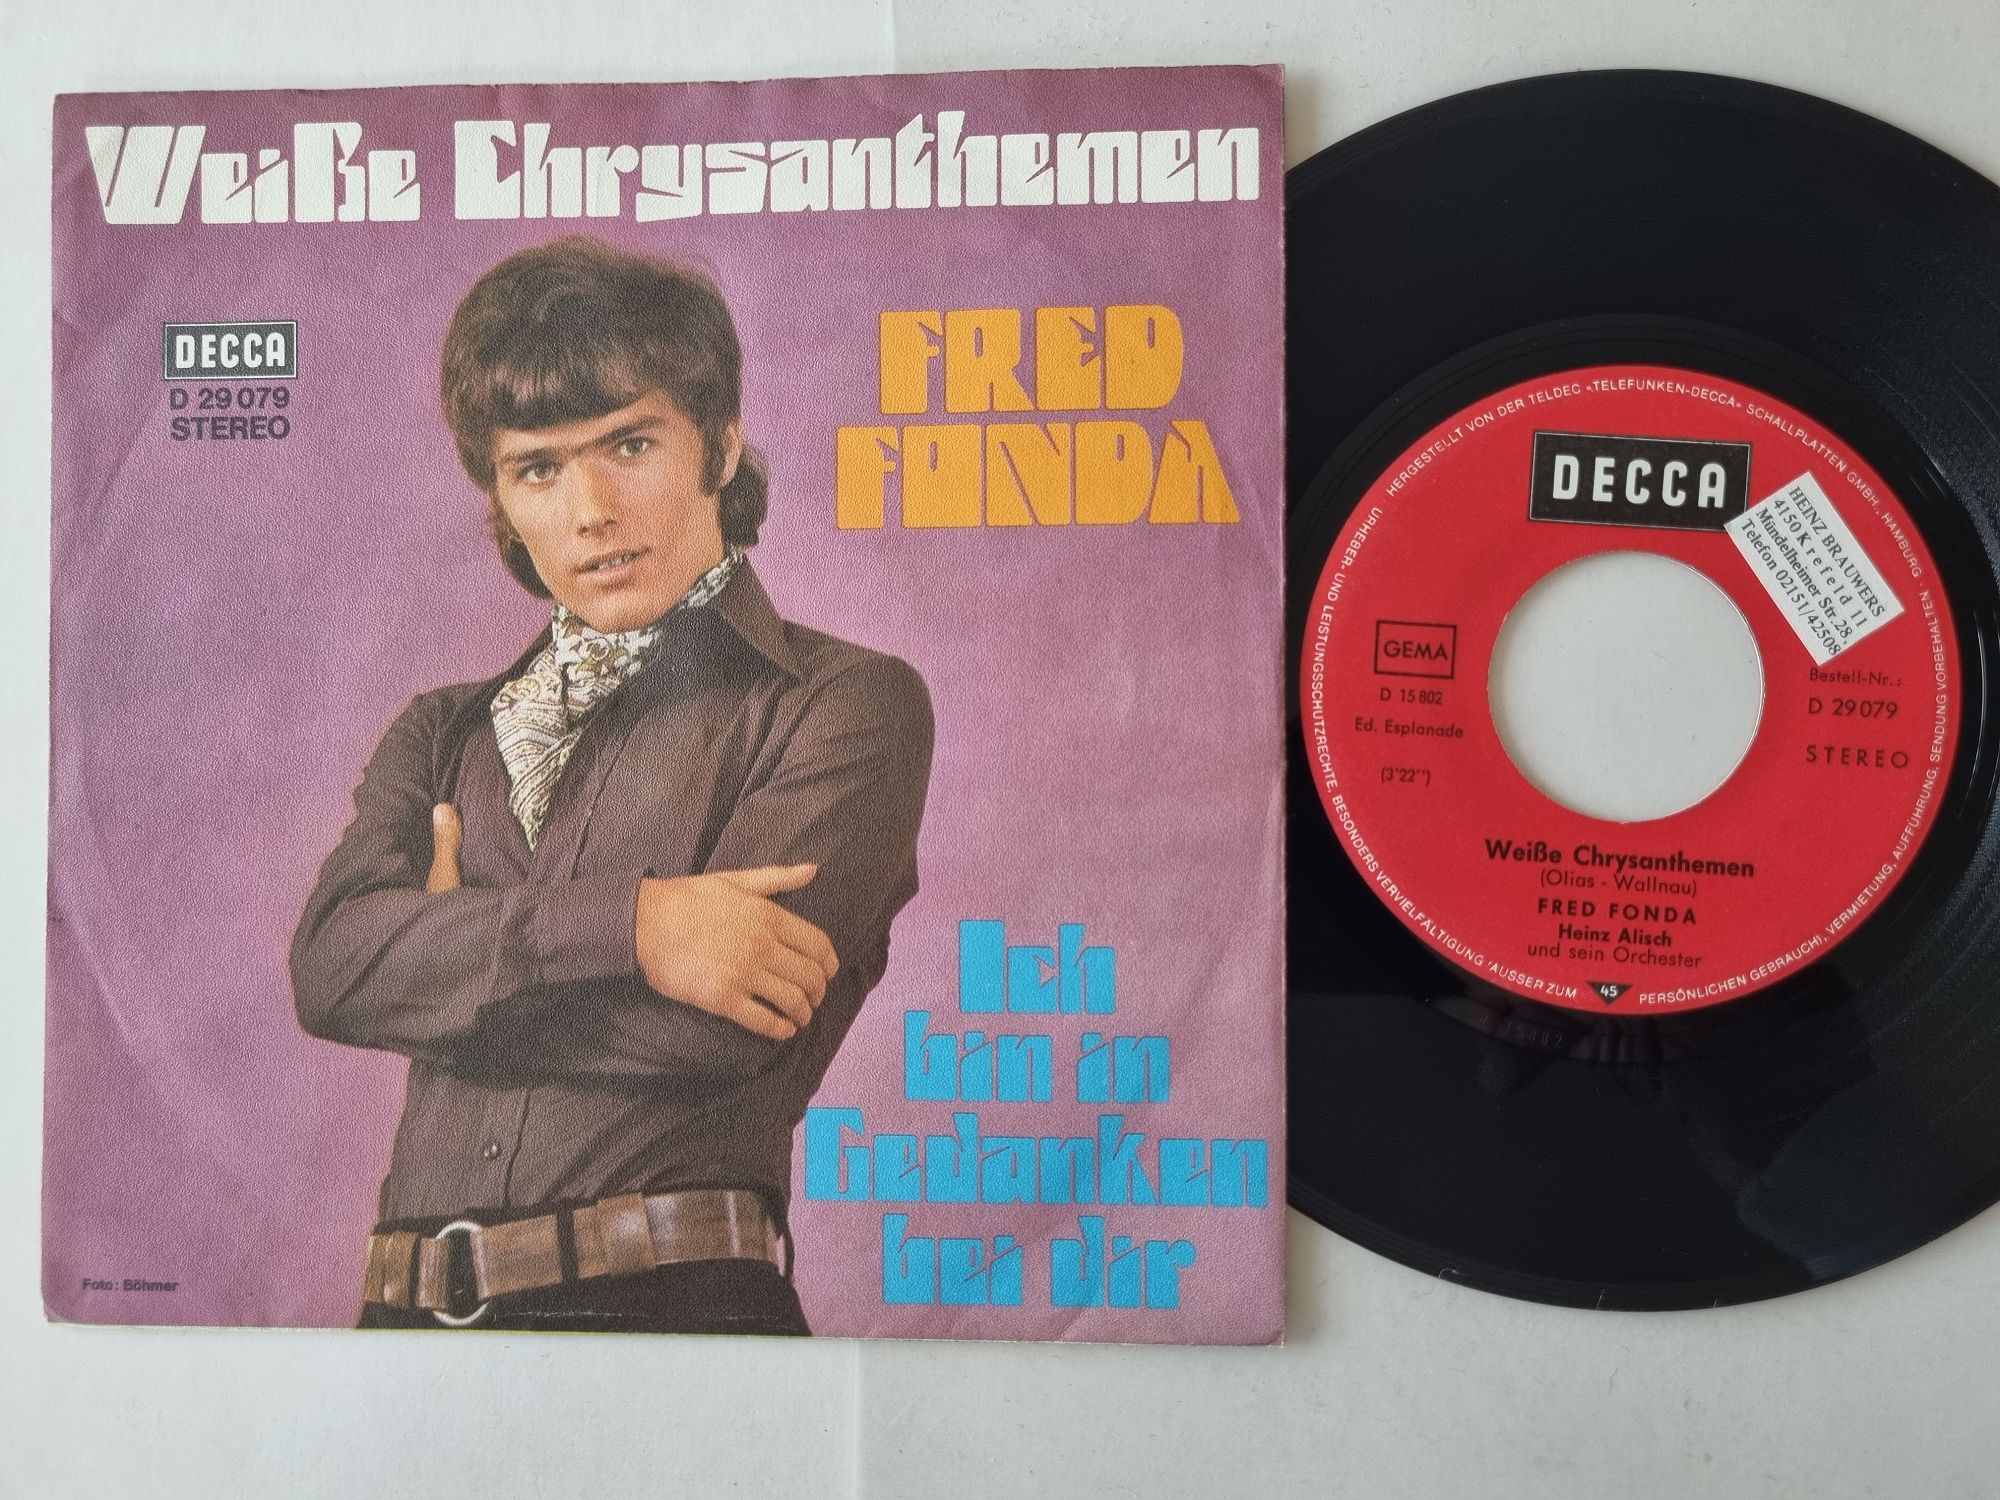 Weiße Chrysanthemen
DECCA
D 29 079
STEREO
FRED
FONDA
Ich
bin in
Gedanken
bei dir
Foto: Böhmer
HERGESTELLT VON DER TELDEC »TELEFUNKEN-DECCA« SCHALLPLATTEN GMBH., HAMBURG ·
URHEBER- UND LEISTUNGSSCHUTZRECHTE, BESONDERS VERVIELFÄLTIGUNG (AUSSER ZUM PERSÖNLICHEN GEBRAUCH), VERMIETUNG, AUFFÜHRUNG, SENDUNG VORBEHALTEN
DECCA
HEINZ BRAUWERS
4150 Krefeld 11
Mündelheimer Str. 28,
Telefon 02151/42508
GEMA
D 15 802
Ed. Esplanade
(3'22'')
Bestell-Nr.:
D 29 079
STEREO
Weiße Chrysanthemen
(Olias - Wallnau)
FRED FONDA
Heinz Alisch
und sein Orchester
45